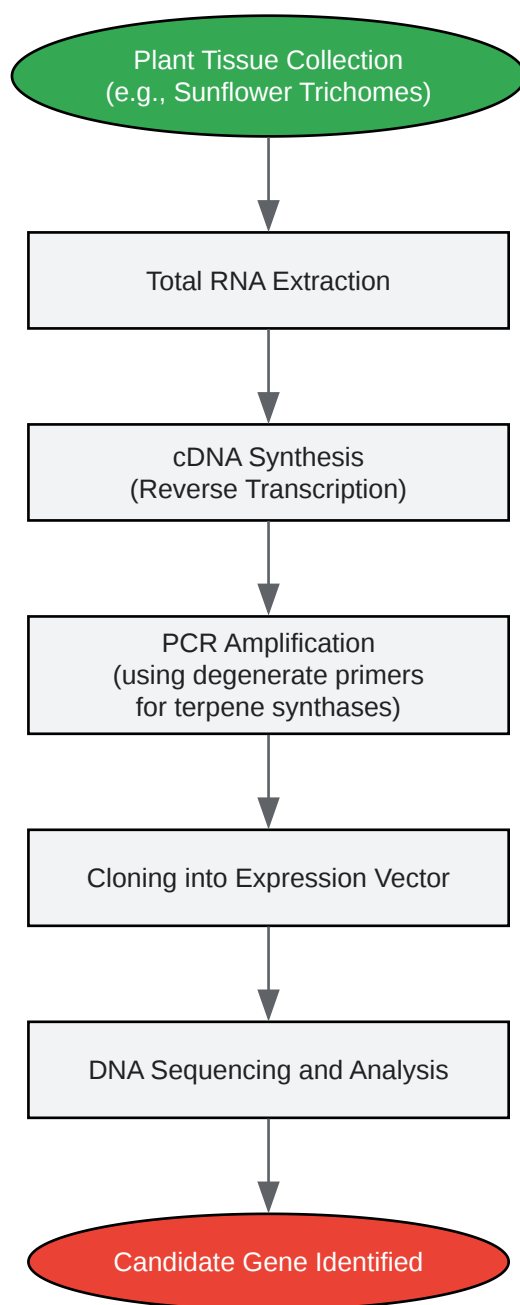 Plant Tissue Collection
(e.g., Sunflower Trichomes)
Total RNA Extraction
cDNA Synthesis
(Reverse Transcription)
PCR Amplification
(using degenerate primers
for terpene synthases)
Cloning into Expression Vector
DNA Sequencing and Analysis
Candidate Gene Identified